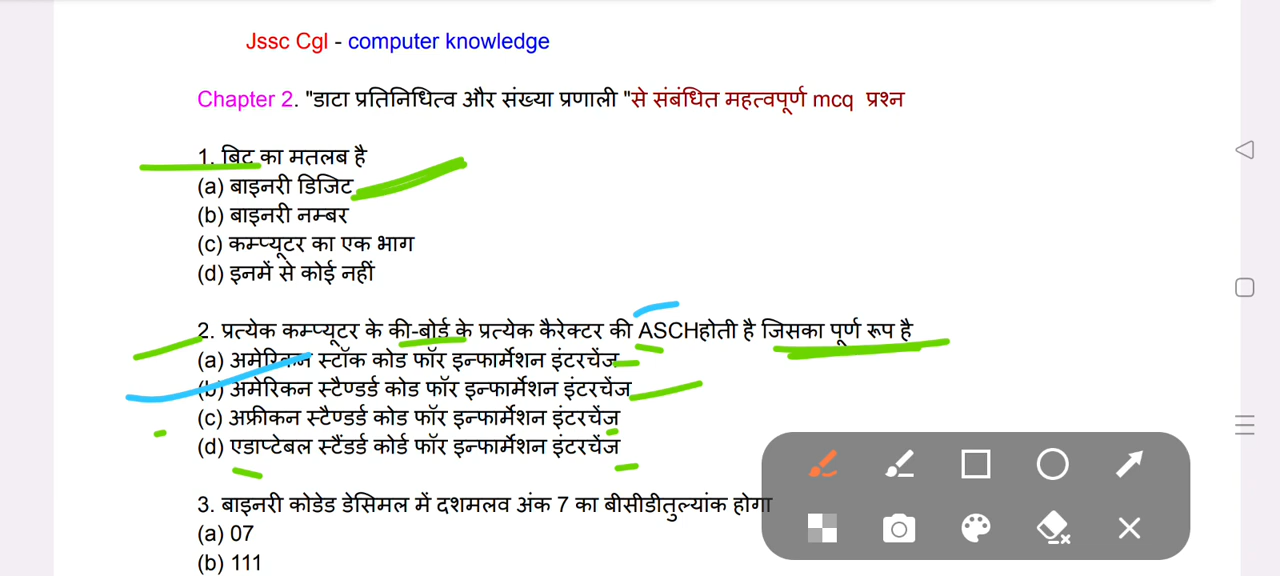 Jssc Cgl - computer knowledge
Chapter 2. "डाटा प्रतिनिधित्व और संख्या प्रणाली "से संबंधित महत्वपूर्ण mcq प्रश्न
1. बिट का मतलब है
(a) बाइनरी डिजिट
(b) बाइनरी नम्बर
(c) कम्प्यूटर का एक भाग
(d) इनमें से कोई नहीं
2. प्रत्येक कम्प्यूटर के की-बोर्ड के प्रत्येक कैरेक्टर की ASCHहोती है जिसका पूर्ण रूप है
(a) अमेरिकन स्टॉक कोड फॉर इन्फार्मेशन इंटरचेंज
(b) अमेरिकन स्टैण्डर्ड कोड फॉर इन्फार्मेशन इंटरचेंज
(c) अफ्रीकन स्टैण्डर्ड कोड फॉर इन्फार्मेशन इंटरचेंज
(d) एडाप्टेबल स्टैंडर्ड कोर्ड फॉर इन्फार्मेशन इंटरचेंज
3. बाइनरी कोडेड डेसिमल में दशमलव अंक 7 का बीसीडीतुल्यांक होगा
(a) 07
(b) 111